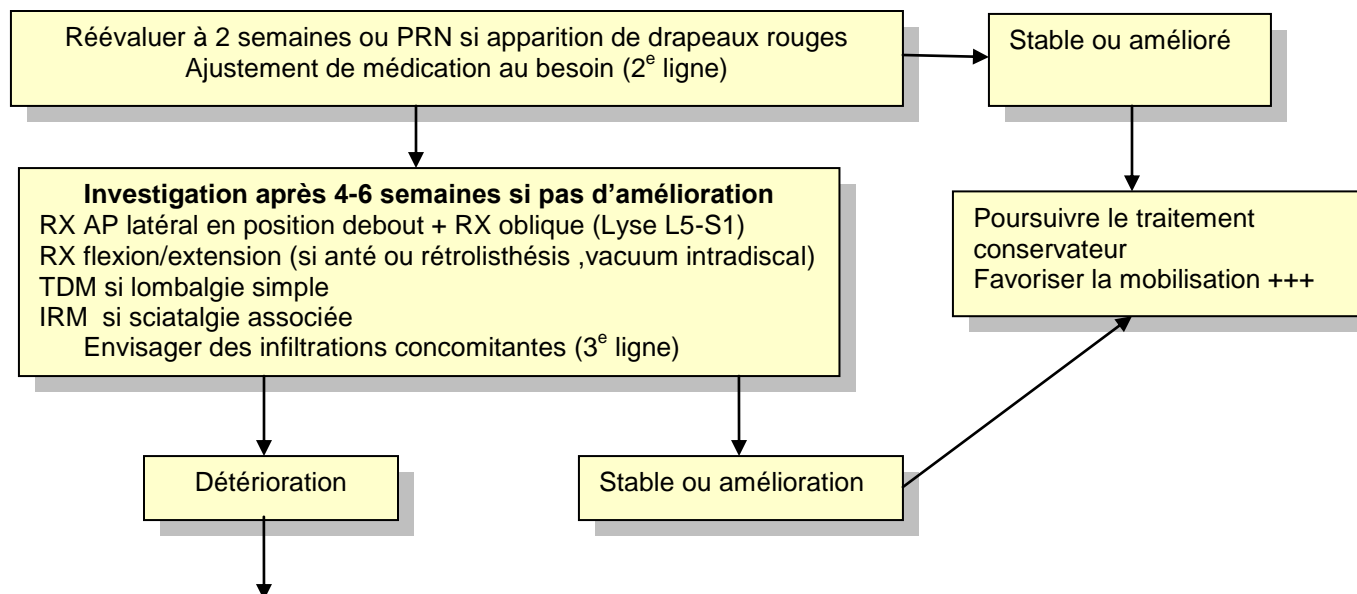 Réévaluer à 2 semaines ou PRN si apparition de drapeaux rouges
Ajustement de médication au besoin (2e ligne)
Stable ou amélioré
Investigation après 4-6 semaines si pas d'amélioration
RX AP latéral en position debout + RX oblique (Lyse L5-S1)
RX flexion/extension (si anté ou rétrolisthésis ,vacuum intradiscal)
TDM si lombalgie simple
IRM si sciatalgie associée
Envisager des infiltrations concomitantes (3e ligne)
Poursuivre le traitement
conservateur
Favoriser la mobilisation +++
Détérioration
Stable ou amélioration